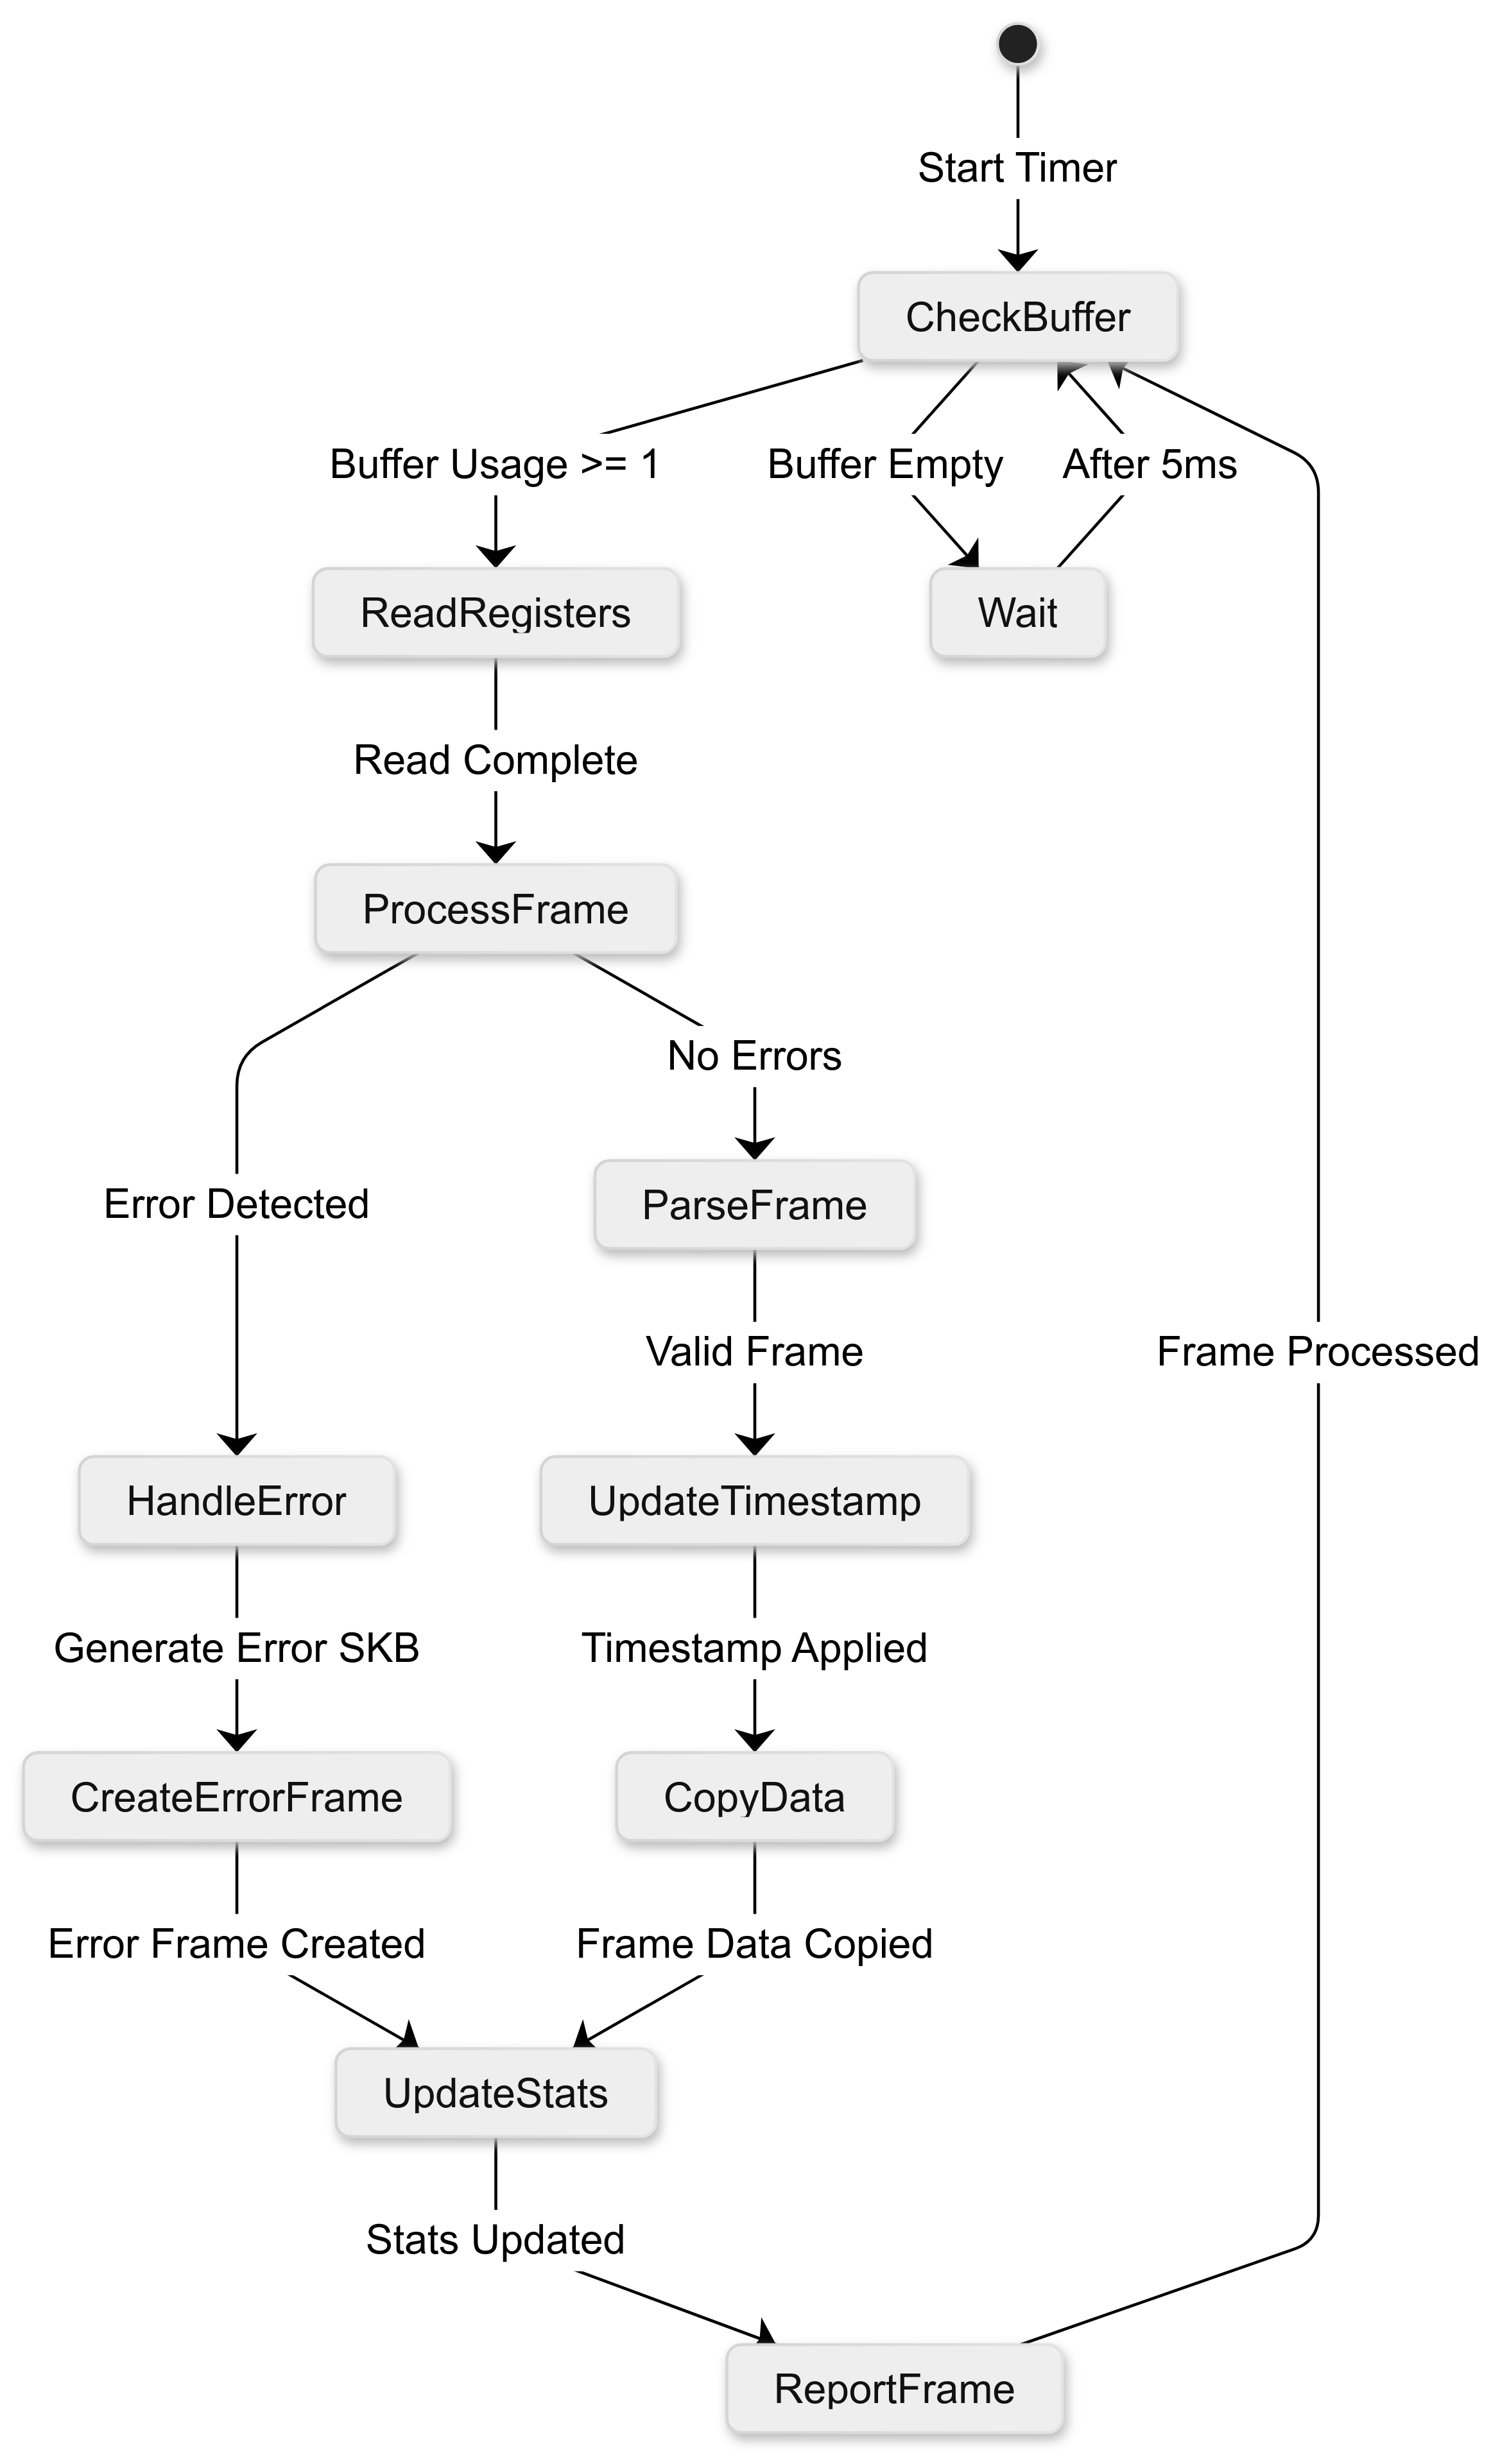 Start Timer
CheckBuffer
Buffer Usage >= 1
Buffer Empty
After 5ms
ReadRegisters
Wait
Read Complete
ProcessFrame
No Errors
Error Detected
ParseFrame
Valid Frame
Frame Processed
HandleError
UpdateTimestamp
Generate Error SKB
Timestamp Applied
CreateErrorFrame
CopyData
Error Frame Created
Frame Data Copied
UpdateStats
Stats Updated
ReportFrame